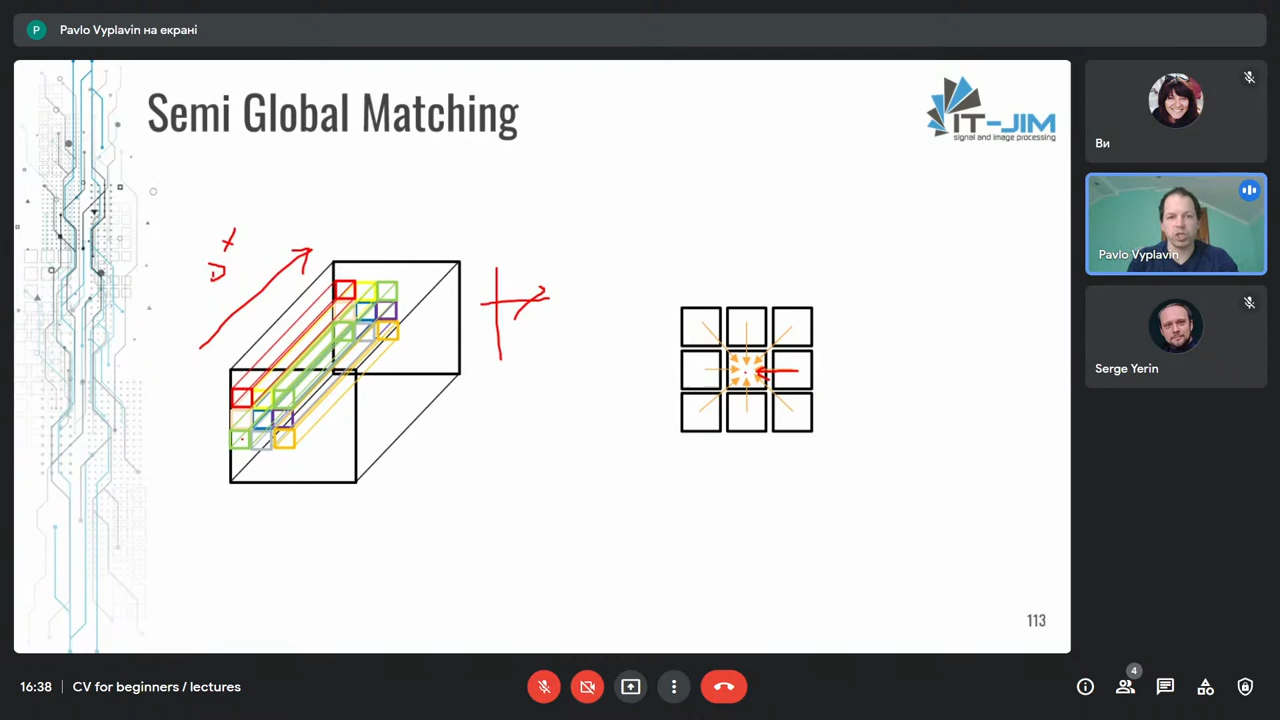 P Pavlo Vyplavin на екрані
Semi Global Matching
IT-JIM
signal and image processing
D
113
Ви
Pavlo Vyplavin
Serge Yerin
16:38 | CV for beginners / lectures
4